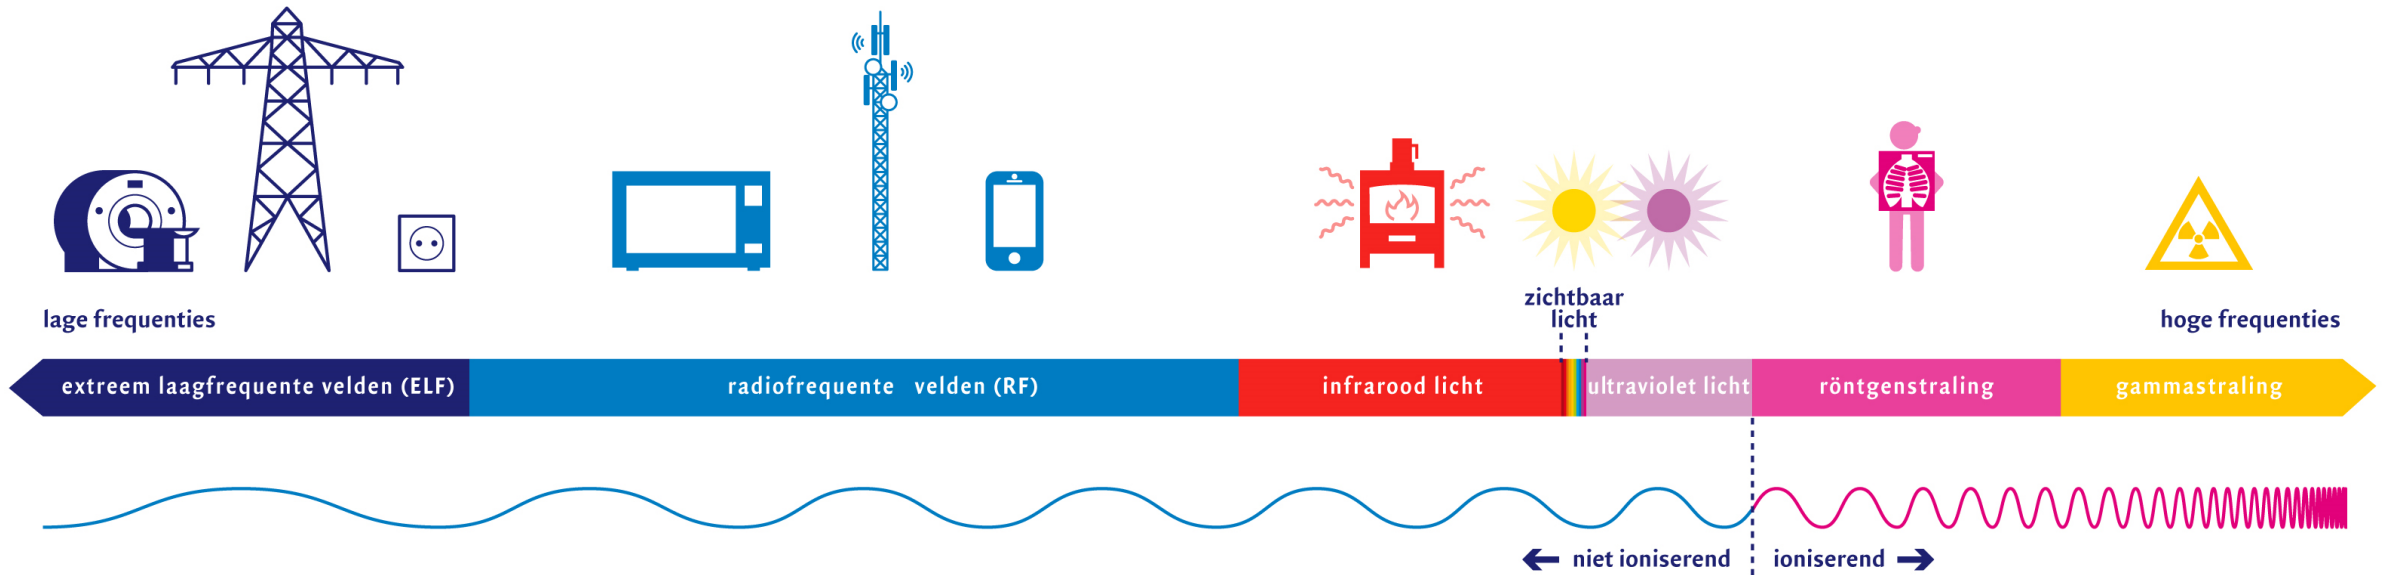 zichtbaar
licht
lage frequenties
hoge frequenties
extreem laagfrequente velden (ELF)
radiofrequente velden (RF)
infrarood licht
ultraviolet licht
röntgenstraling
gammastraling
niet ioniserend
ioniserend